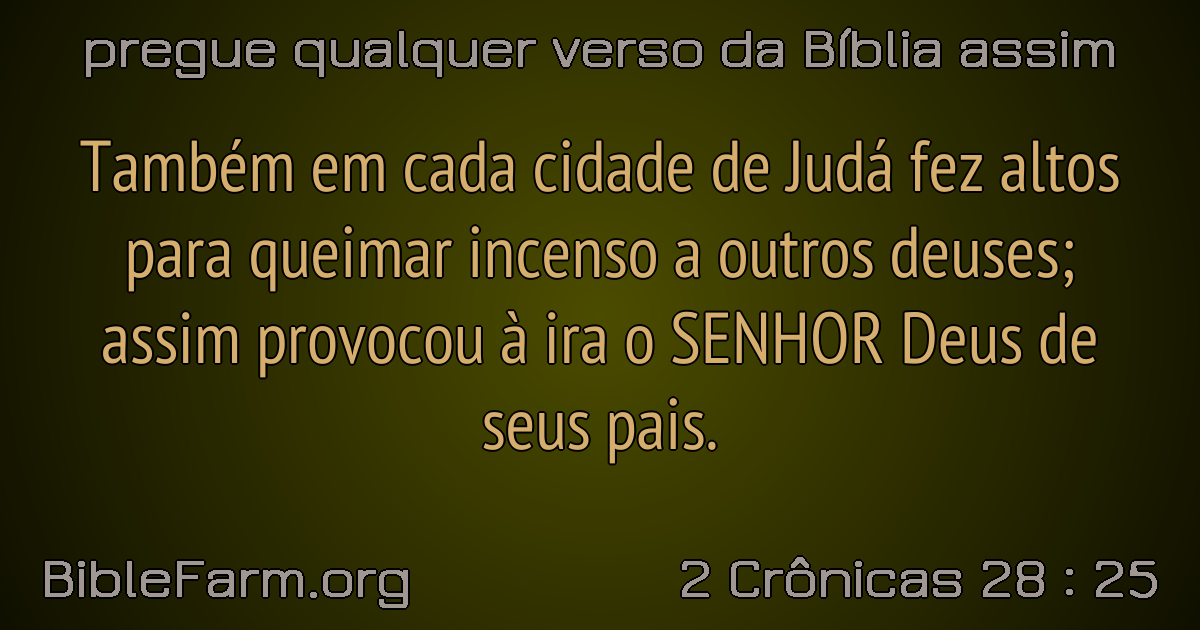 pregue qualquer verso da Bíblia assim
Também em cada cidade de Judá fez altos
para queimar incenso a outros deuses;
assim provocou à ira o SENHOR Deus de
seus pais.
BibleFarm.org
2 Crônicas 28 : 25